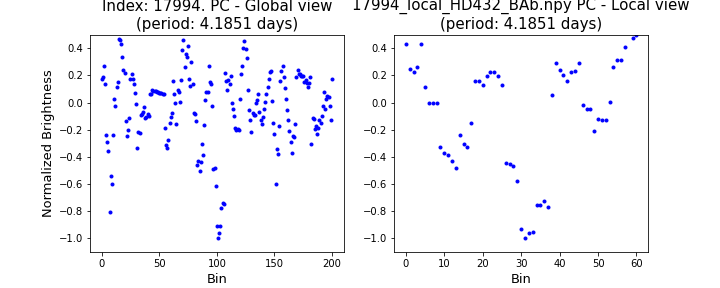 Index: 17994. PC - Global view
(period: 4.1851 days)
17994_local_HD432_BAb.npy PC - Local view
(period: 4.1851 days)
Normalized Brightness
0.4
0.2
0.0
−0.2
−0.4
−0.6
−0.8
−1.0
0 50 100 150 200
Bin
0.4
0.2
0.0
−0.2
−0.4
−0.6
−0.8
−1.0
0 10 20 30 40 50 60
Bin